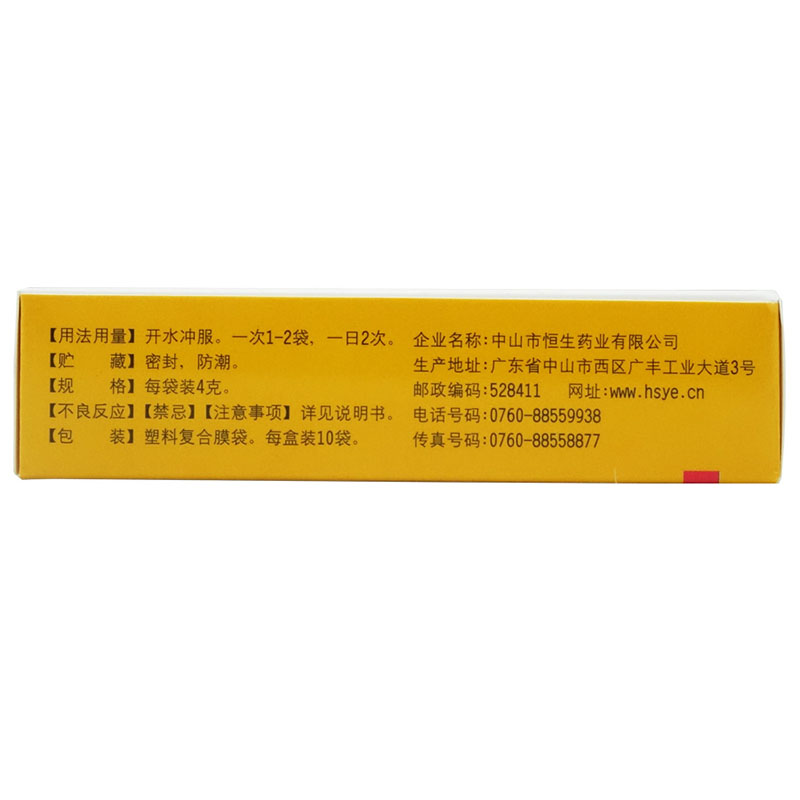 【用法用量】开水冲服。一次1-2袋，一日2次。
【贮　　藏】密封，防潮。
【规　　格】每袋装4克。
【不良反应】【禁忌】【注意事项】详见说明书。
【包　　装】塑料复合膜袋。每盒装10袋。
企业名称:中山市恒生药业有限公司
生产地址:广东省中山市西区广丰工业大道3号
邮政编码:528411　网址:www.hsye.cn
电话号码:0760-88559938
传真号码:0760-88558877